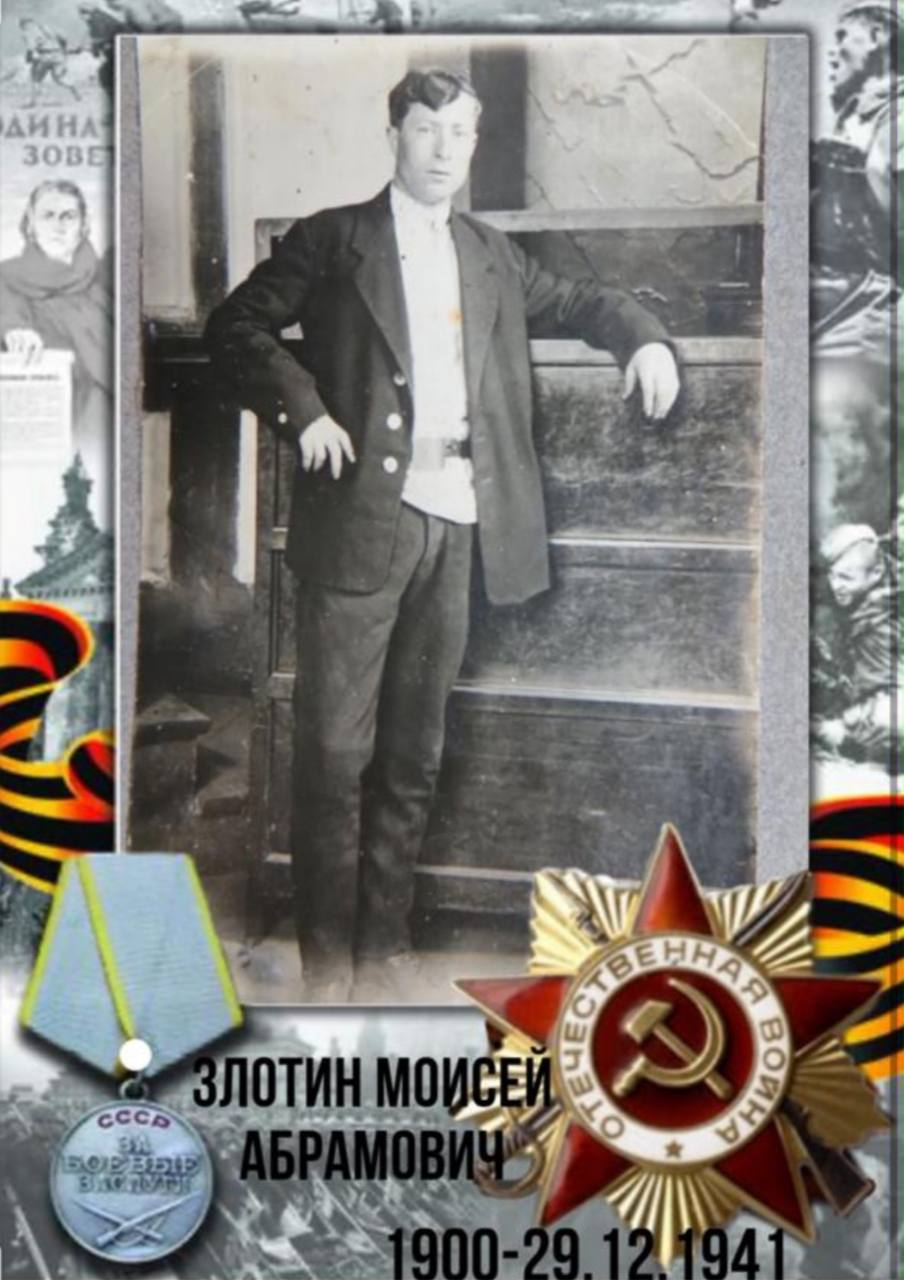 ОДИНА-
ЗОВЕ
ЗЛОТИН МОИСЕЙ
АБРАМОВИЧ
ОТЕЧЕСТВЕННАЯ ВОЙНА
СССР
ЗА
БОЕВЫЕ
ЗАСЛУГИ
1900-29.12.1941